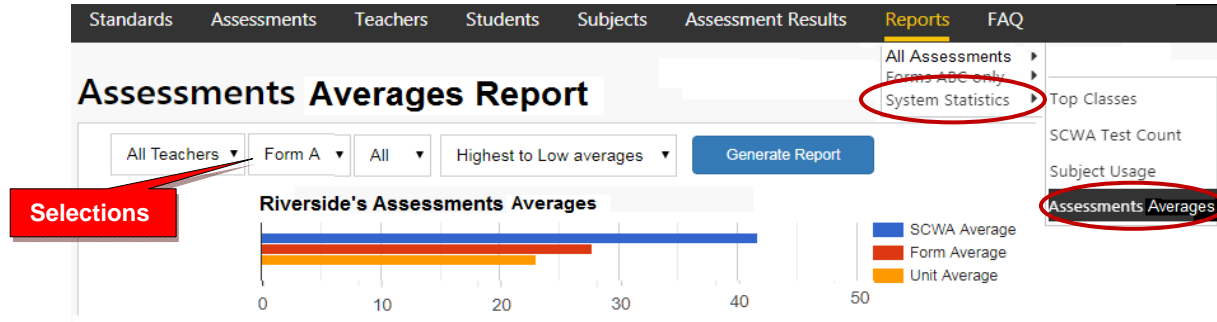 Standards Assessments Teachers Students Subjects Assessment Results Reports FAQ
All Assessments
Forms ABC only
System Statistics
Top Classes
SCWA Test Count
Subject Usage
Assessments Averages
Assessments Averages Report
All Teachers Form A All Highest to Low averages Generate Report
Selections
Riverside's Assessments Averages
SCWA Average
Form Average
Unit Average
0 10 20 30 40 50